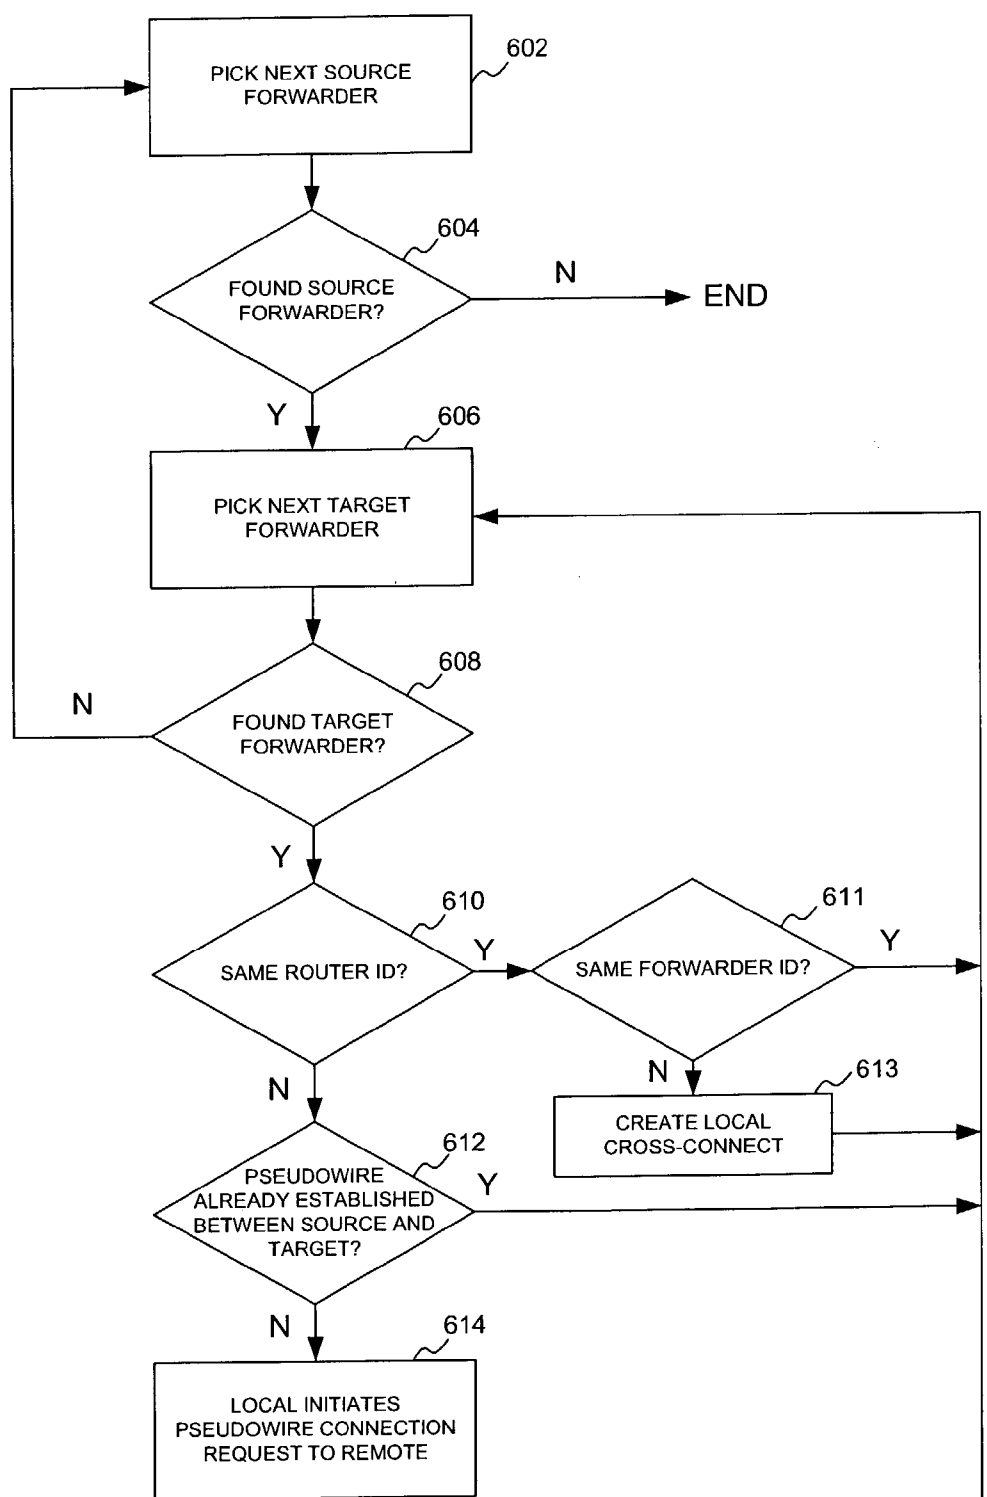 602
PICK NEXT SOURCE
FORWARDER
604
FOUND SOURCE
FORWARDER?
N
END
Y
606
PICK NEXT TARGET
FORWARDER
608
N
FOUND TARGET
FORWARDER?
Y
610
SAME ROUTER ID?
Y
611
SAME FORWARDER ID?
Y
N
N
613
CREATE LOCAL
CROSS-CONNECT
612
PSEUDOWIRE
ALREADY ESTABLISHED
BETWEEN SOURCE AND
TARGET?
Y
N
614
LOCAL INITIATES
PSEUDOWIRE CONNECTION
REQUEST TO REMOTE